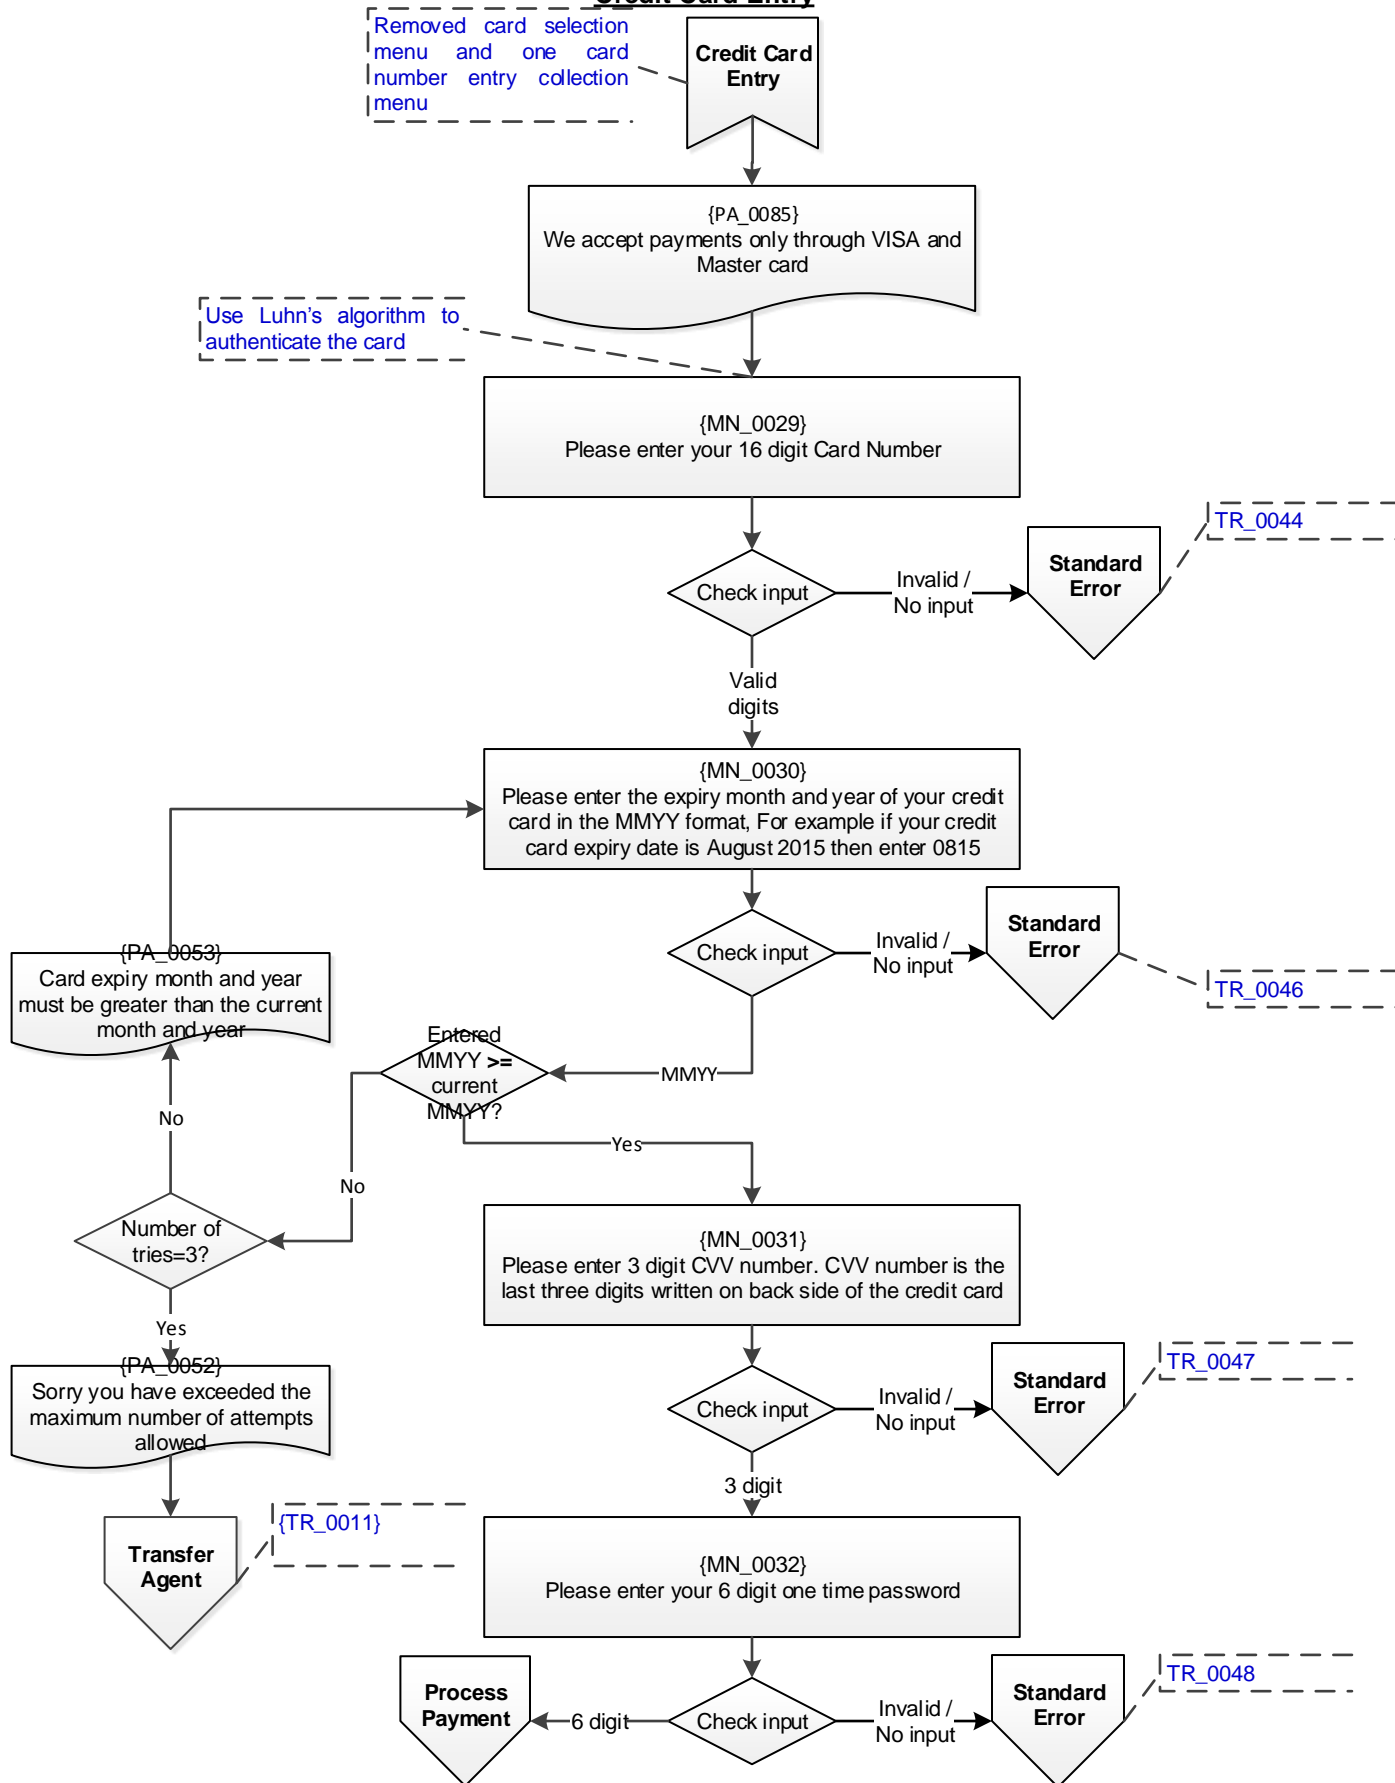 Credit Card Entry
Removed card selection
menu and one card
number entry collection
menu
Credit Card
Entry
{PA_0085}
We accept payments only through VISA and
Master card
Use Luhn's algorithm to
authenticate the card
{MN_0029}
Please enter your 16 digit Card Number
TR_0044
Check input
Invalid /
No input
Standard
Error
Valid
digits
{MN_0030}
Please enter the expiry month and year of your credit
card in the MMYY format, For example if your credit
card expiry date is August 2015 then enter 0815
Check input
Invalid /
No input
Standard
Error
TR_0046
{PA_0053}
Card expiry month and year
must be greater than the current
month and year
Entered
MMYY >=
current
MMYY?
MMYY
No
Yes
No
Number of
tries=3?
{MN_0031}
Please enter 3 digit CVV number. CVV number is the
last three digits written on back side of the credit card
Yes
{PA_0052}
Sorry you have exceeded the
maximum number of attempts
allowed
Check input
Invalid /
No input
Standard
Error
TR_0047
3 digit
{TR_0011}
Transfer
Agent
{MN_0032}
Please enter your 6 digit one time password
Process
Payment
6 digit
Check input
Invalid /
No input
Standard
Error
TR_0048